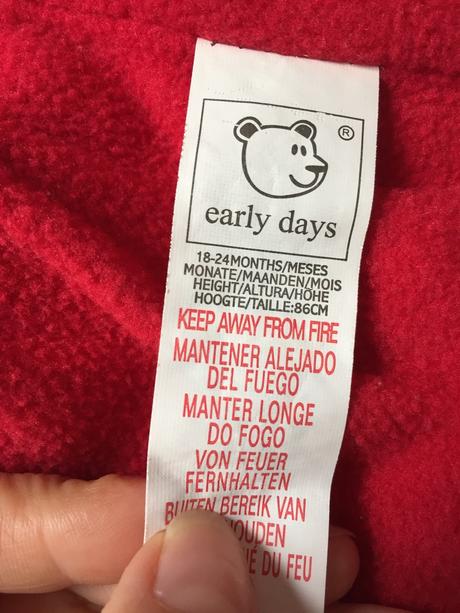 ®
early days
18-24MONTHS/MESES
MONATE/MAANDEN/MOIS
HEIGHT/ALTURA/HÖHE
HOOGTE/TAILLE:86CM
KEEP AWAY FROM FIRE
MANTENER ALEJADO
DEL FUEGO
MANTER LONGE
DO FOGO
VON FEUER
FERNHALTEN
BUITEN BEREIK VAN
DU FEU